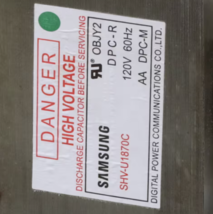 DANGER
HIGH VOLTAGE
DISCHARGE CAPACITOR BEFORE SERVICING
OBJY2
DPC-R
120V 60Hz
AA DPC-M
SAMSUNG
SHV-U1870C
DIGITAL POWER COMMUNICATIONS CO., LTD.